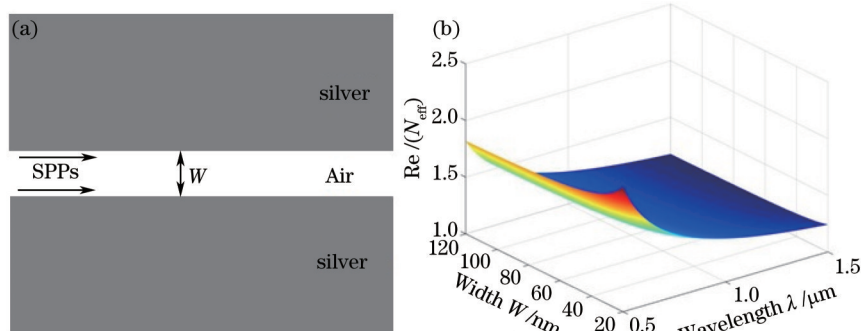 (a)
silver
SPPs
W
Air
silver
(b)
Re /(N_eff)
2.5
2.0
1.5
1.0
120
100
80
60
40
20
Width W /nm
0.5
1.0
1.5
Wavelength λ /μm